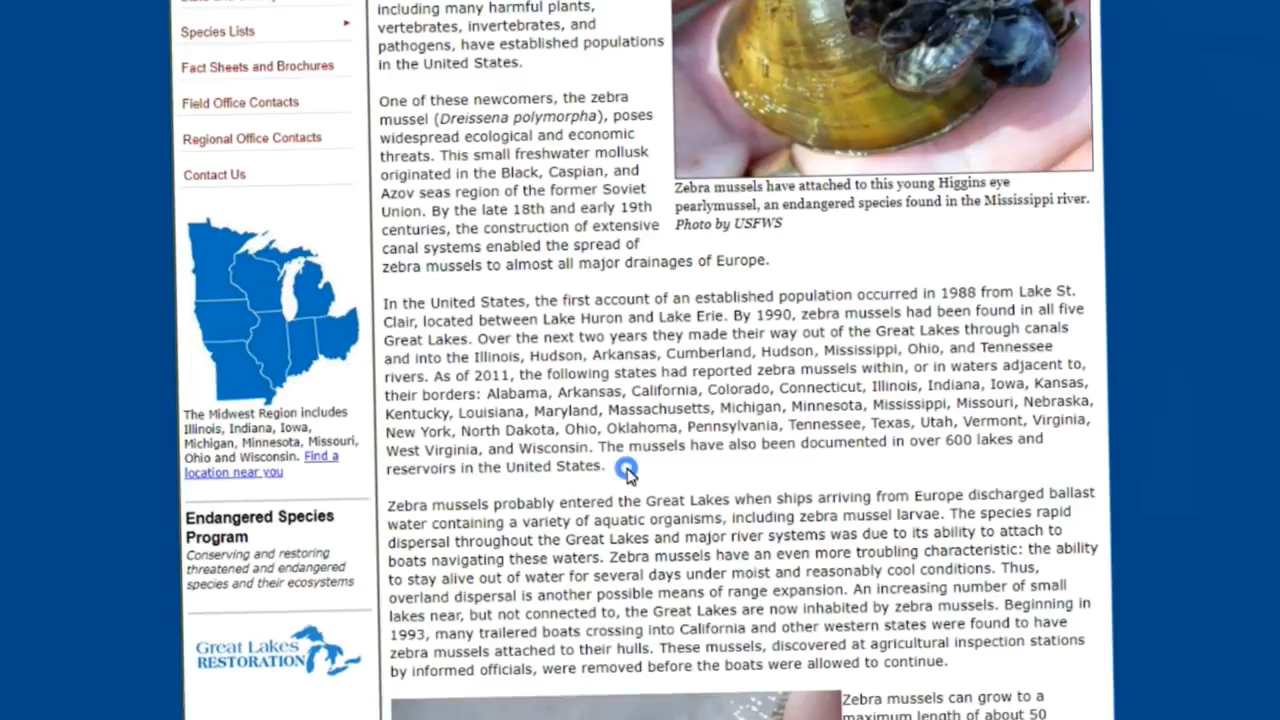 Species Lists
Fact Sheets and Brochures
Field Office Contacts
Regional Office Contacts
Contact Us
The Midwest Region includes
Illinois, Indiana, Iowa,
Michigan, Minnesota, Missouri,
Ohio and Wisconsin. Find a
location near you
Endangered Species
Program
Conserving and restoring
threatened and endangered
species and their ecosystems
Great Lakes
RESTORATION
including many harmful plants,
vertebrates, invertebrates, and
pathogens, have established populations
in the United States.
One of these newcomers, the zebra
mussel (Dreissena polymorpha), poses
widespread ecological and economic
threats. This small freshwater mollusk
originated in the Black, Caspian, and
Azov seas region of the former Soviet
Union. By the late 18th and early 19th
centuries, the construction of extensive
canal systems enabled the spread of
zebra mussels to almost all major drainages of Europe.
Zebra mussels have attached to this young Higgins eye
pearlymussel, an endangered species found in the Mississippi river.
Photo by USFWS
In the United States, the first account of an established population occurred in 1988 from Lake St.
Clair, located between Lake Huron and Lake Erie. By 1990, zebra mussels had been found in all five
Great Lakes. Over the next two years they made their way out of the Great Lakes through canals
and into the Illinois, Hudson, Arkansas, Cumberland, Hudson, Mississippi, Ohio, and Tennessee
rivers. As of 2011, the following states had reported zebra mussels within, or in waters adjacent to,
their borders: Alabama, Arkansas, California, Colorado, Connecticut, Illinois, Indiana, Iowa, Kansas,
Kentucky, Louisiana, Maryland, Massachusetts, Michigan, Minnesota, Mississippi, Missouri, Nebraska,
New York, North Dakota, Ohio, Oklahoma, Pennsylvania, Tennessee, Texas, Utah, Vermont, Virginia,
West Virginia, and Wisconsin. The mussels have also been documented in over 600 lakes and
reservoirs in the United States.
Zebra mussels probably entered the Great Lakes when ships arriving from Europe discharged ballast
water containing a variety of aquatic organisms, including zebra mussel larvae. The species rapid
dispersal throughout the Great Lakes and major river systems was due to its ability to attach to
boats navigating these waters. Zebra mussels have an even more troubling characteristic: the ability
to stay alive out of water for several days under moist and reasonably cool conditions. Thus,
overland dispersal is another possible means of range expansion. An increasing number of small
lakes near, but not connected to, the Great Lakes are now inhabited by zebra mussels. Beginning in
1993, many trailered boats crossing into California and other western states were found to have
zebra mussels attached to their hulls. These mussels, discovered at agricultural inspection stations
by informed officials, were removed before the boats were allowed to continue.
Zebra mussels can grow to a
maximum length of about 50